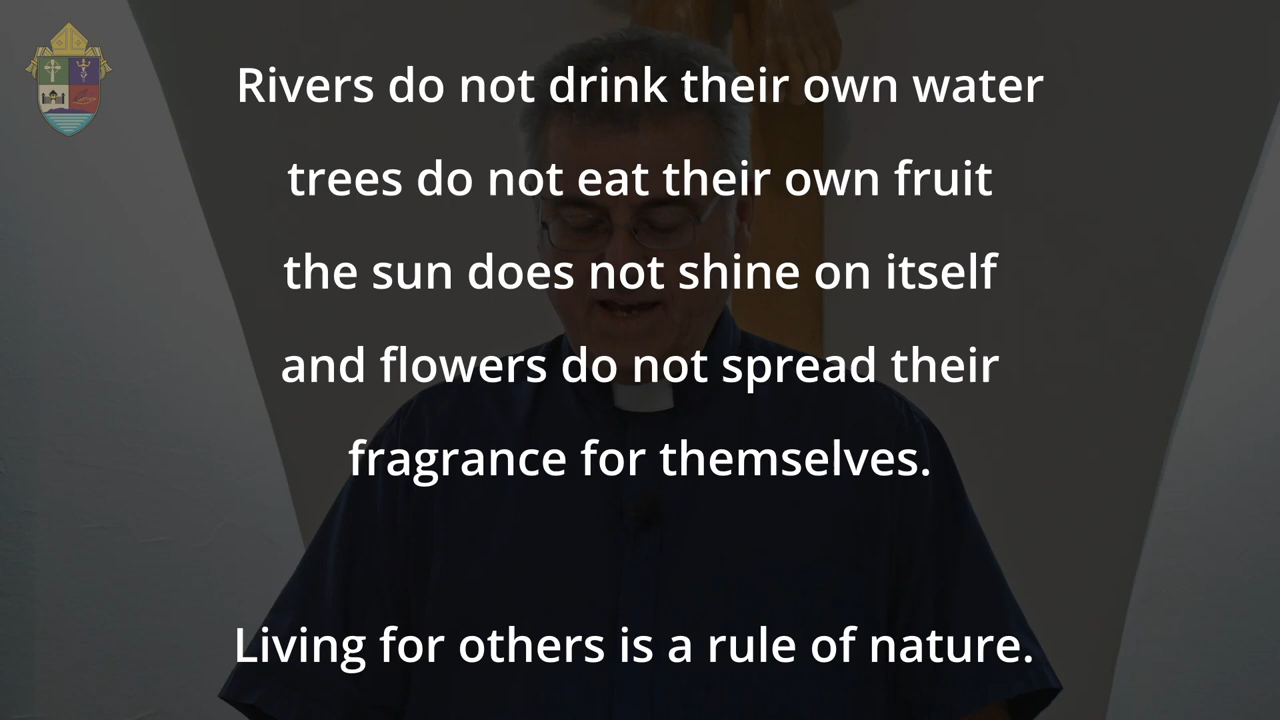 Rivers do not drink their own water
trees do not eat their own fruit
the sun does not shine on itself
and flowers do not spread their
fragrance for themselves.
Living for others is a rule of nature.